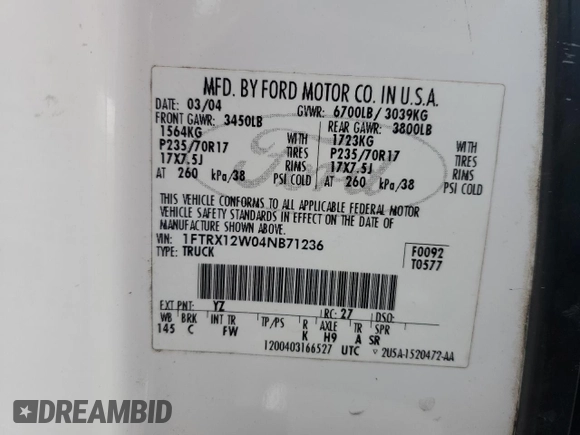 MFD. BY FORD MOTOR CO. IN U.S.A.
DATE: 03/04 GVWR: 6700LB / 3039KG
FRONT GAWR: 3450LB REAR GAWR: 3800LB
1564KG WITH 1723KG WITH
P235/70R17 TIRES P235/70R17 TIRES
17X7.5J RIMS 17X7.5J RIMS
AT 260 kPa/38 PSI COLD AT 260 kPa/38 PSI COLD
THIS VEHICLE CONFORMS TO ALL APPLICABLE FEDERAL MOTOR
VEHICLE SAFETY STANDARDS IN EFFECT ON THE DATE OF
MANUFACTURE SHOWN ABOVE.
VIN: 1FTRX12W04NB71236 F0092
TYPE: TRUCK T0577
EXT PNT: YZ RC: 27 DSO:
WB BRK INT TR TP/PS R AXLE TR SPR
145 C FW K H9 A SR
1200403166527 UTC 2U5A-1520472-AA
Ford
DREAMBID